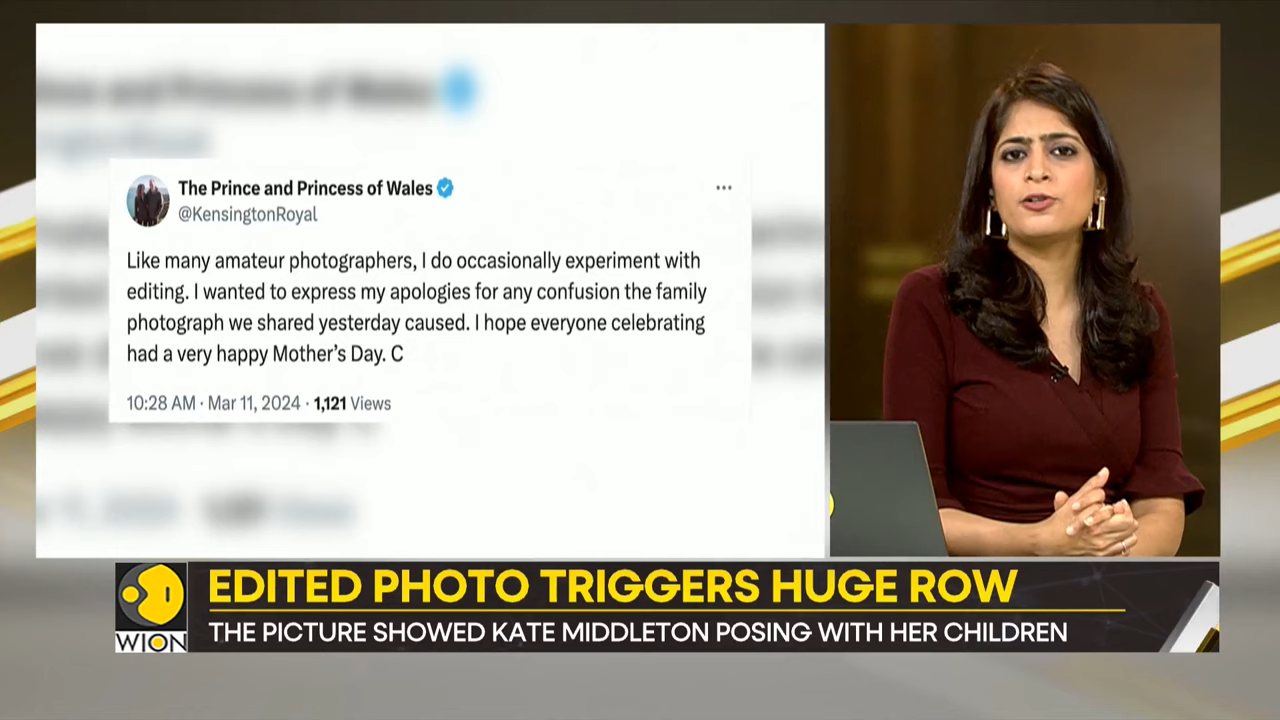 The Prince and Princess of Wales
@KensingtonRoyal
Like many amateur photographers, I do occasionally experiment with
editing. I wanted to express my apologies for any confusion the family
photograph we shared yesterday caused. I hope everyone celebrating
had a very happy Mother's Day. C
10:28 AM · Mar 11, 2024 · 1,121 Views
EDITED PHOTO TRIGGERS HUGE ROW
THE PICTURE SHOWED KATE MIDDLETON POSING WITH HER CHILDREN
WION